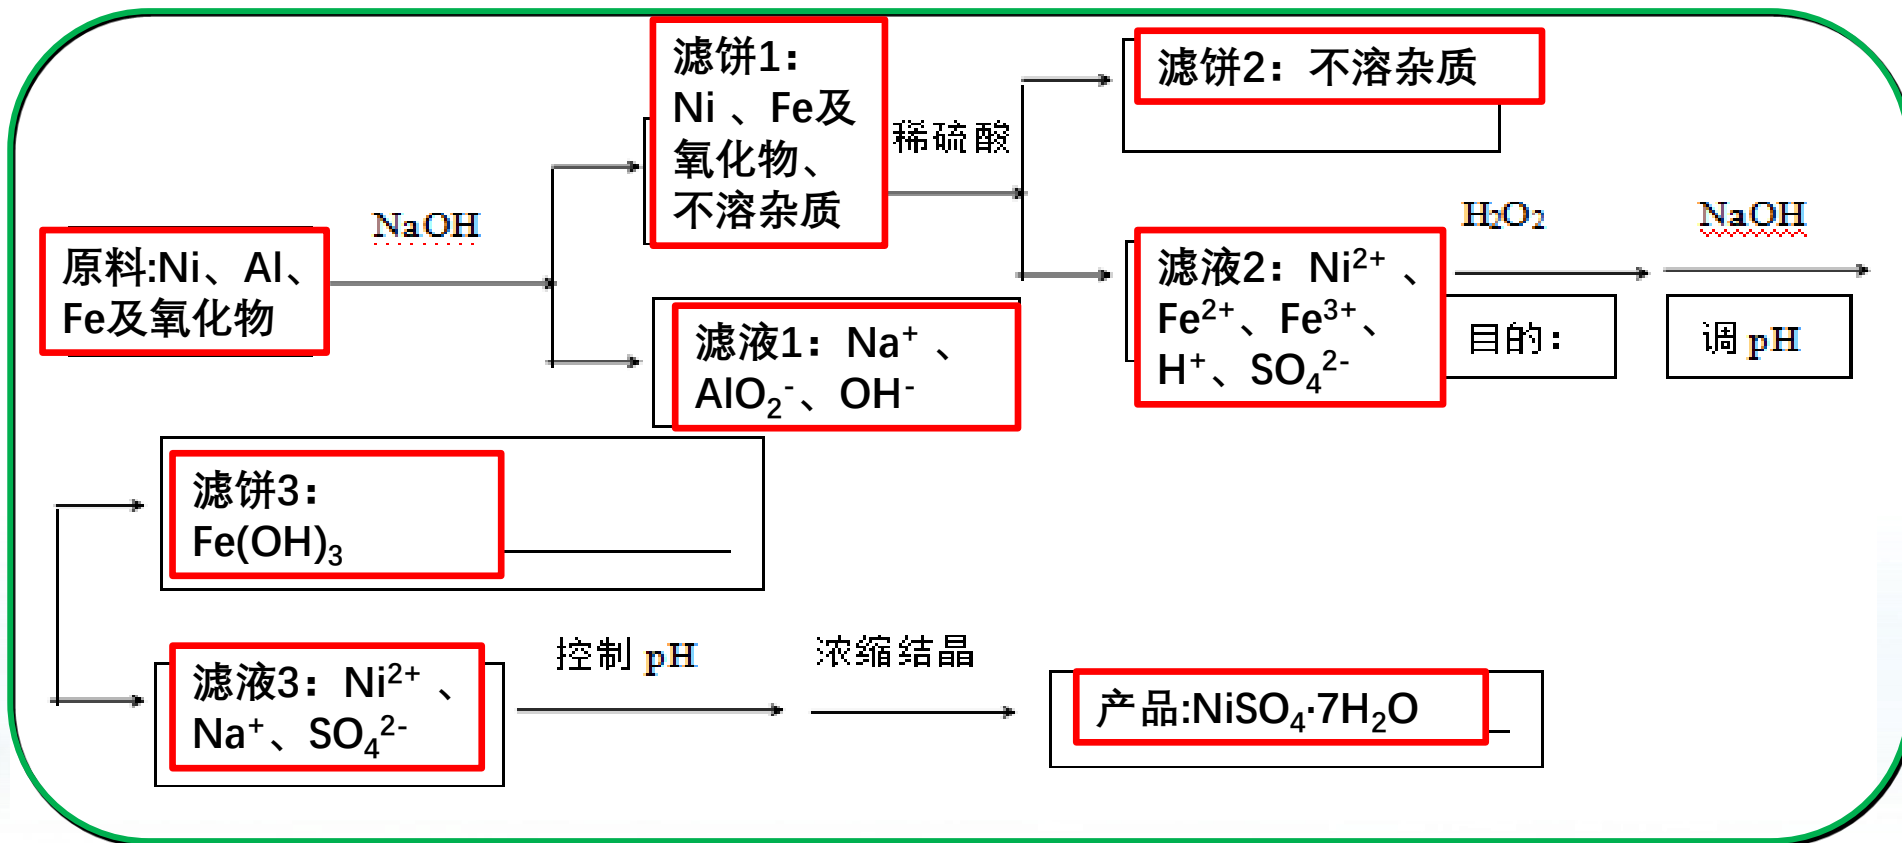 滤饼1：
Ni 、Fe及
氧化物、
不溶杂质
稀硫酸
滤饼2：不溶杂质
NaOH
原料:Ni、Al、
Fe及氧化物
滤液1：Na⁺ 、
AlO₂⁻、OH⁻
滤液2：Ni²⁺ 、
Fe²⁺、Fe³⁺、
H⁺、SO₄²⁻
H₂O₂
目的：
NaOH
调 pH
滤饼3：
Fe(OH)₃
滤液3：Ni²⁺ 、
Na⁺、SO₄²⁻
控制 pH
浓缩结晶
产品:NiSO₄·7H₂O